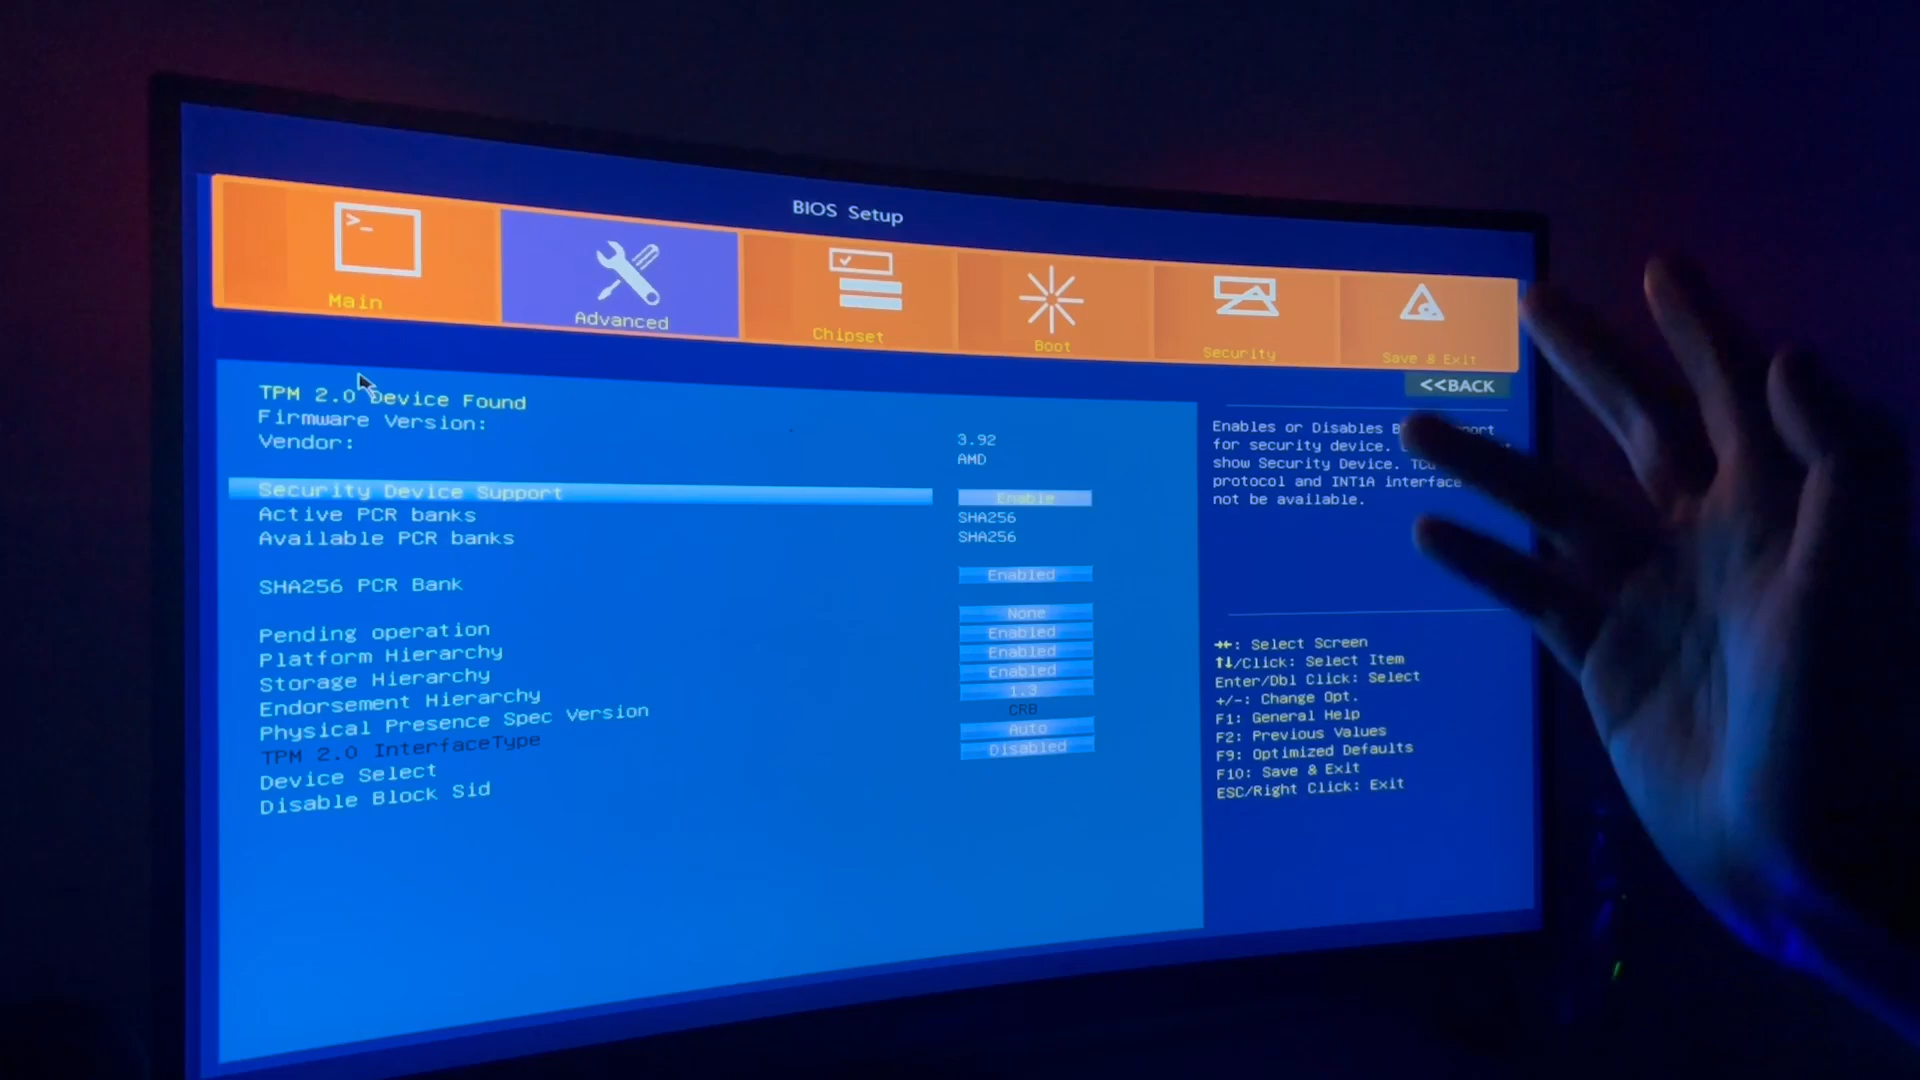 BIOS Setup
Main
Advanced
Chipset
Boot
Security
Save & Exit
<<BACK
TPM 2.0 Device Found
Firmware Version: 3.92
Vendor: AMD
Security Device Support Enable
Active PCR banks SHA256
Available PCR banks SHA256
SHA256 PCR Bank Enabled
Pending operation None
Platform Hierarchy Enabled
Storage Hierarchy Enabled
Endorsement Hierarchy Enabled
Physical Presence Spec Version 1.3
TPM 2.0 InterfaceType CRB
Device Select Auto
Disable Block Sid Disabled
Enables or Disables
for security device.
show Security Device.
protocol and INT1A interface
not be available.
→←: Select Screen
↑↓/Click: Select Item
Enter/Dbl Click: Select
+/-: Change Opt.
F1: General Help
F2: Previous Values
F9: Optimized Defaults
F10: Save & Exit
ESC/Right Click: Exit